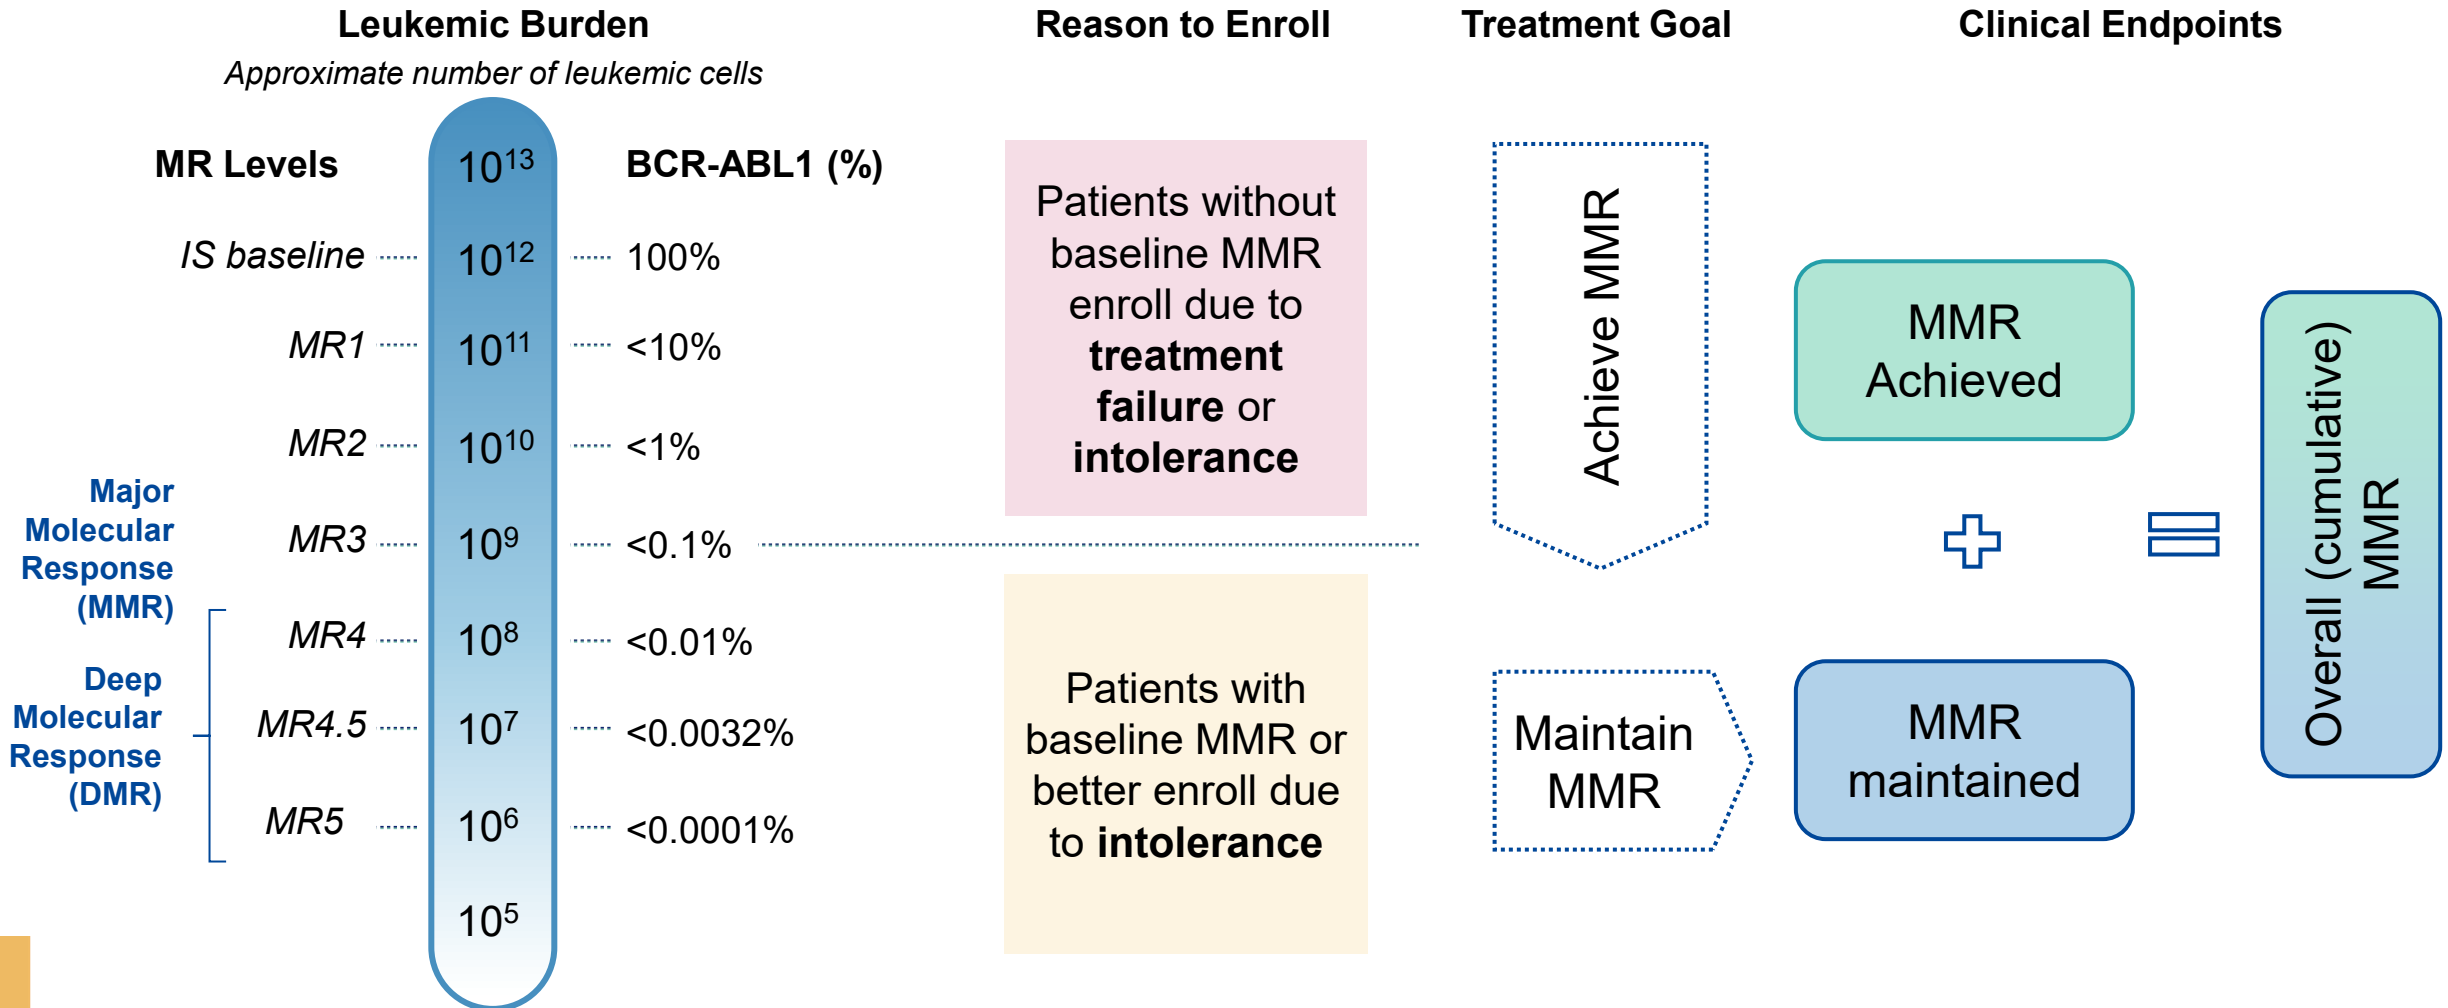 Leukemic Burden
Approximate number of leukemic cells
MR Levels
10¹³
BCR-ABL1 (%)
IS baseline
10¹²
100%
MR1
10¹¹
<10%
MR2
10¹⁰
<1%
Major
Molecular
Response
(MMR)
MR3
10⁹
<0.1%
MR4
10⁸
<0.01%
Deep
Molecular
Response
(DMR)
MR4.5
10⁷
<0.0032%
MR5
10⁶
<0.0001%
10⁵
Reason to Enroll
Patients without
baseline MMR
enroll due to
treatment
failure or
intolerance
Patients with
baseline MMR or
better enroll due
to intolerance
Treatment Goal
Achieve MMR
Maintain
MMR
Clinical Endpoints
MMR
Achieved
MMR
maintained
Overall (cumulative)
MMR